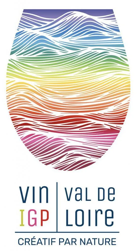 VIN | VAL DE
IGP | LOIRE
CRÉATIF PAR NATURE